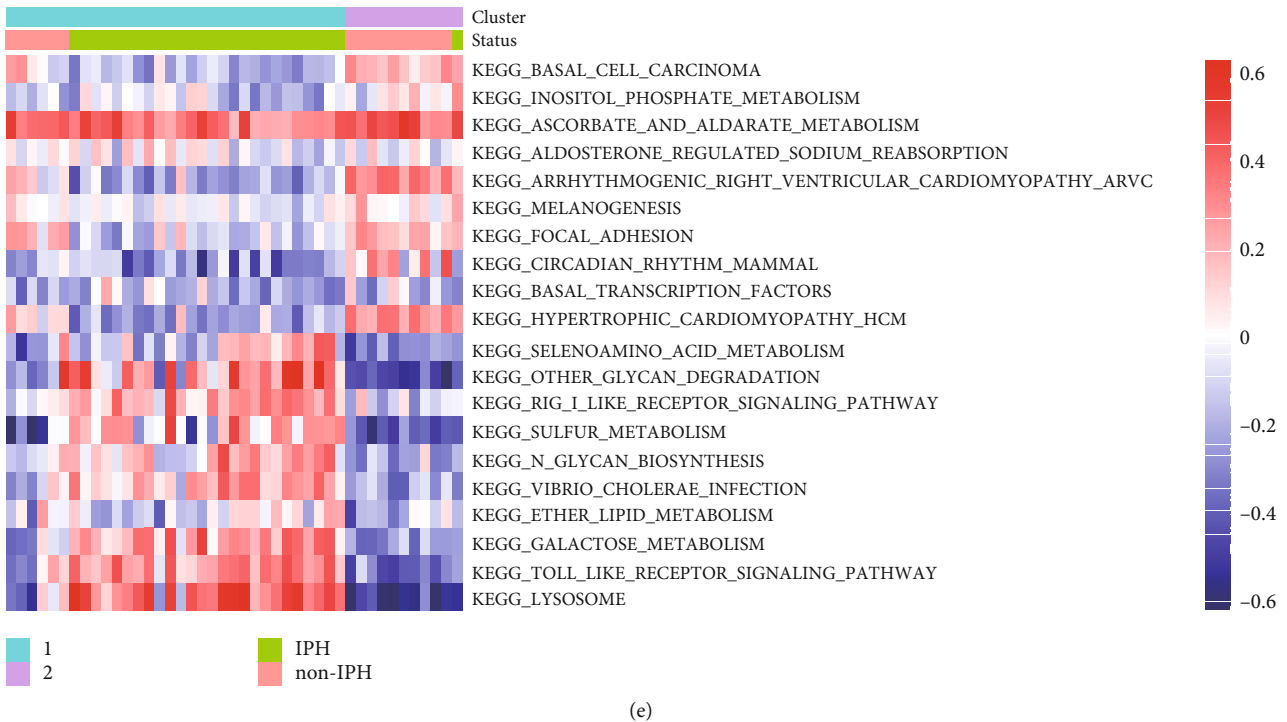 Cluster
Status
KEGG_BASAL_CELL_CARCINOMA
KEGG_INOSITOL_PHOSPHATE_METABOLISM
KEGG_ASCORBATE_AND_ALDARATE_METABOLISM
KEGG_ALDOSTERONE_REGULATED_SODIUM_REABSORPTION
KEGG_ARRHYTHMOGENIC_RIGHT_VENTRICULAR_CARDIOMYOPATHY_ARVC
KEGG_MELANOGENESIS
KEGG_FOCAL_ADHESION
KEGG_CIRCADIAN_RHYTHM_MAMMAL
KEGG_BASAL_TRANSCRIPTION_FACTORS
KEGG_HYPERTROPHIC_CARDIOMYOPATHY_HCM
KEGG_SELENOAMINO_ACID_METABOLISM
KEGG_OTHER_GLYCAN_DEGRADATION
KEGG_RIG_I_LIKE_RECEPTOR_SIGNALING_PATHWAY
KEGG_SULFUR_METABOLISM
KEGG_N_GLYCAN_BIOSYNTHESIS
KEGG_VIBRIO_CHOLERAE_INFECTION
KEGG_ETHER_LIPID_METABOLISM
KEGG_GALACTOSE_METABOLISM
KEGG_TOLL_LIKE_RECEPTOR_SIGNALING_PATHWAY
KEGG_LYSOSOME
0.6
0.4
0.2
0
−0.2
−0.4
−0.6
1
2
IPH
non-IPH
(e)